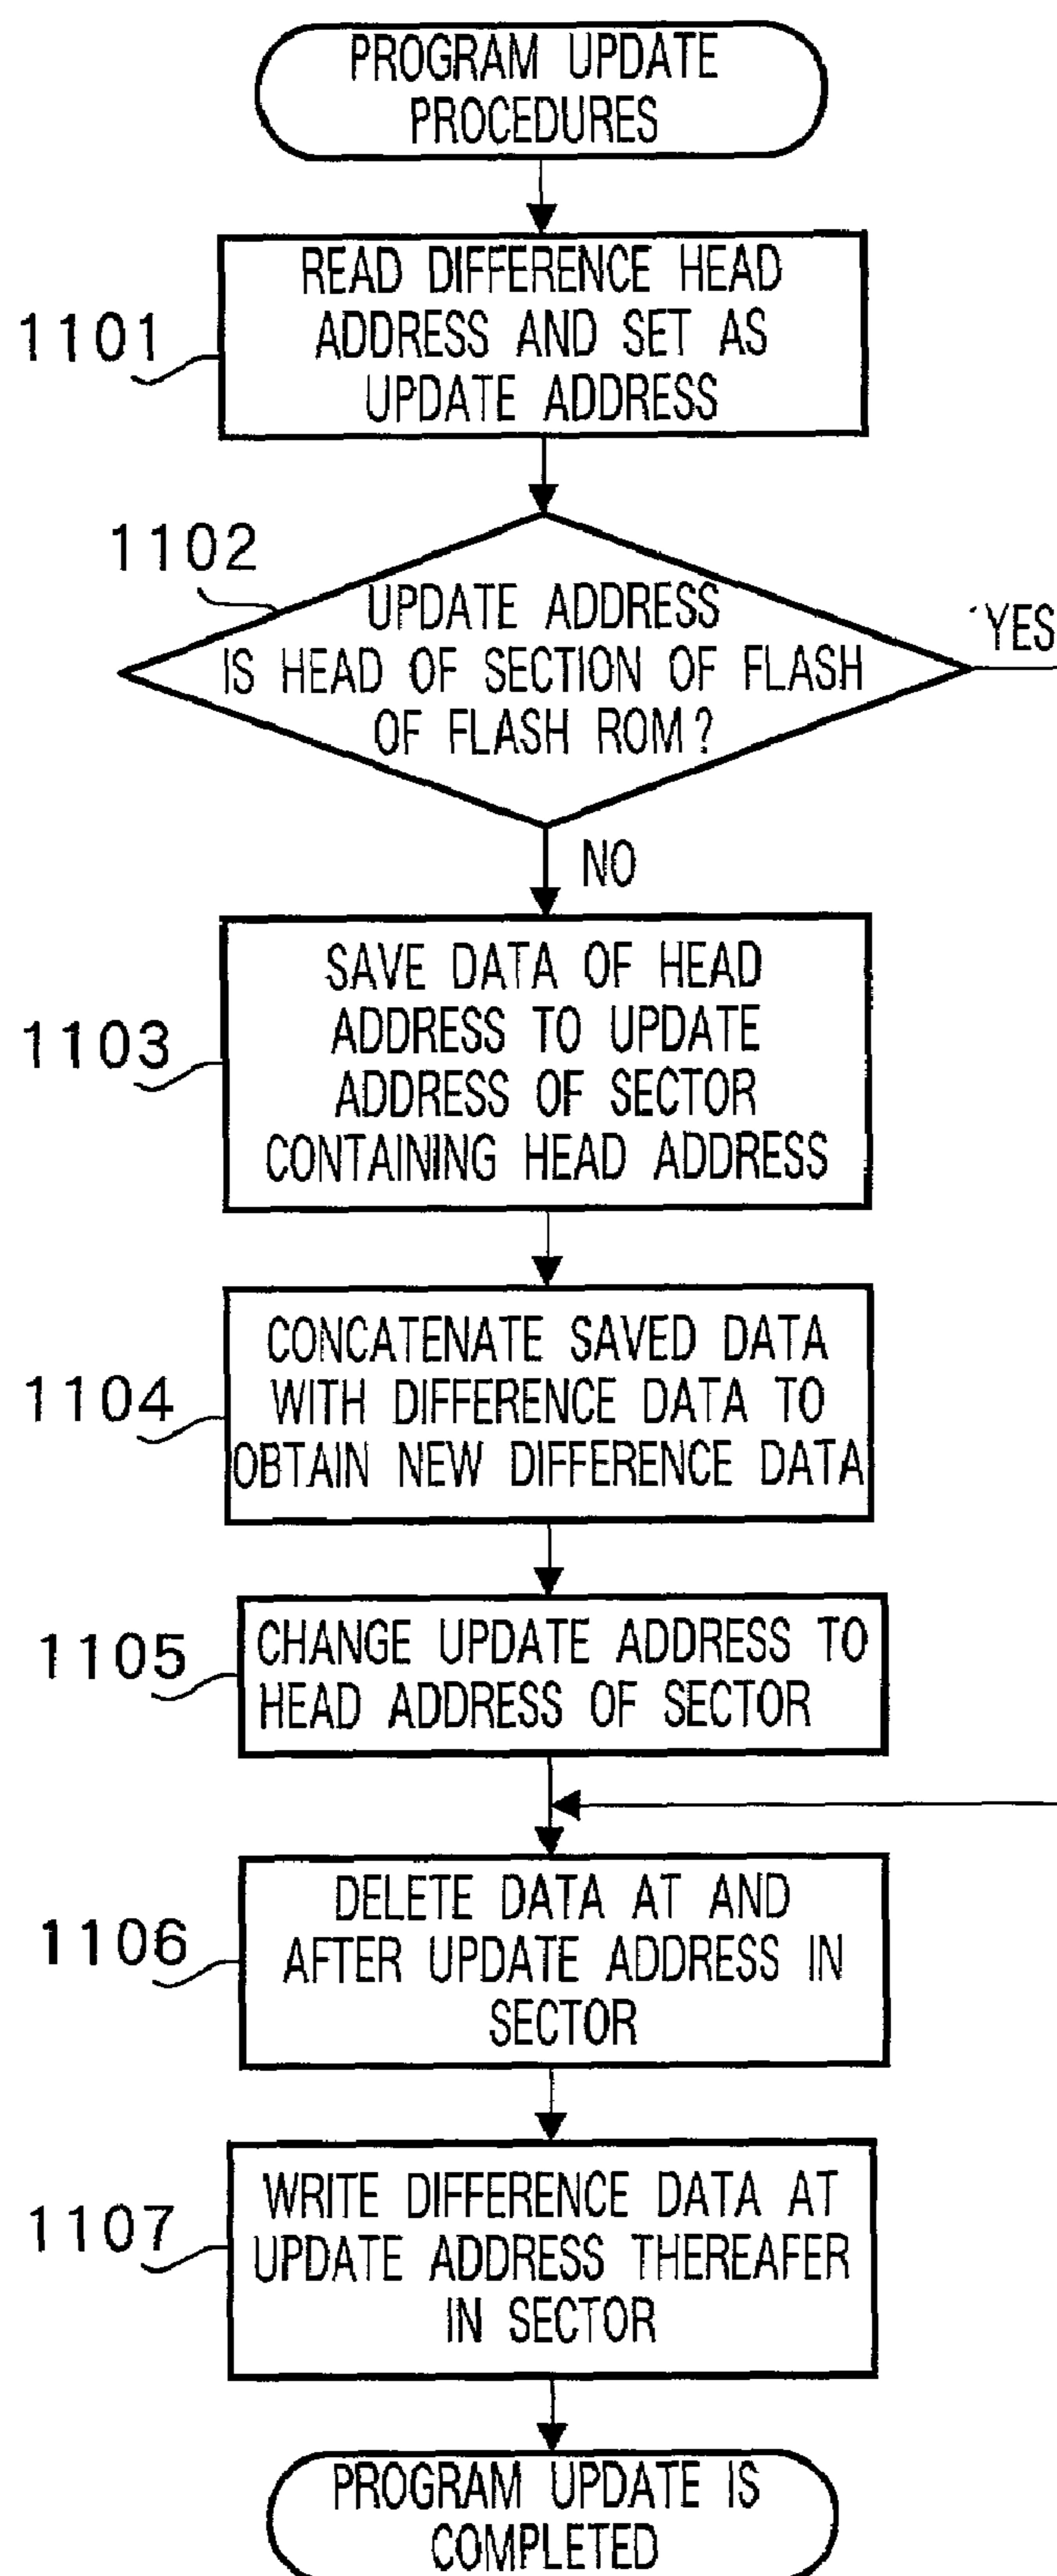 PROGRAM UPDATE
PROCEDURES
1101
READ DIFFERENCE HEAD
ADDRESS AND SET AS
UPDATE ADDRESS
1102
UPDATE ADDRESS
IS HEAD OF SECTION OF FLASH
OF FLASH ROM?
YES
NO
1103
SAVE DATA OF HEAD
ADDRESS TO UPDATE
ADDRESS OF SECTOR
CONTAINING HEAD ADDRESS
1104
CONCATENATE SAVED DATA
WITH DIFFERENCE DATA TO
OBTAIN NEW DIFFERENCE DATA
1105
CHANGE UPDATE ADDRESS TO
HEAD ADDRESS OF SECTOR
1106
DELETE DATA AT AND
AFTER UPDATE ADDRESS IN
SECTOR
1107
WRITE DIFFERENCE DATA AT
UPDATE ADDRESS THEREAFER
IN SECTOR
PROGRAM UPDATE IS
COMPLETED